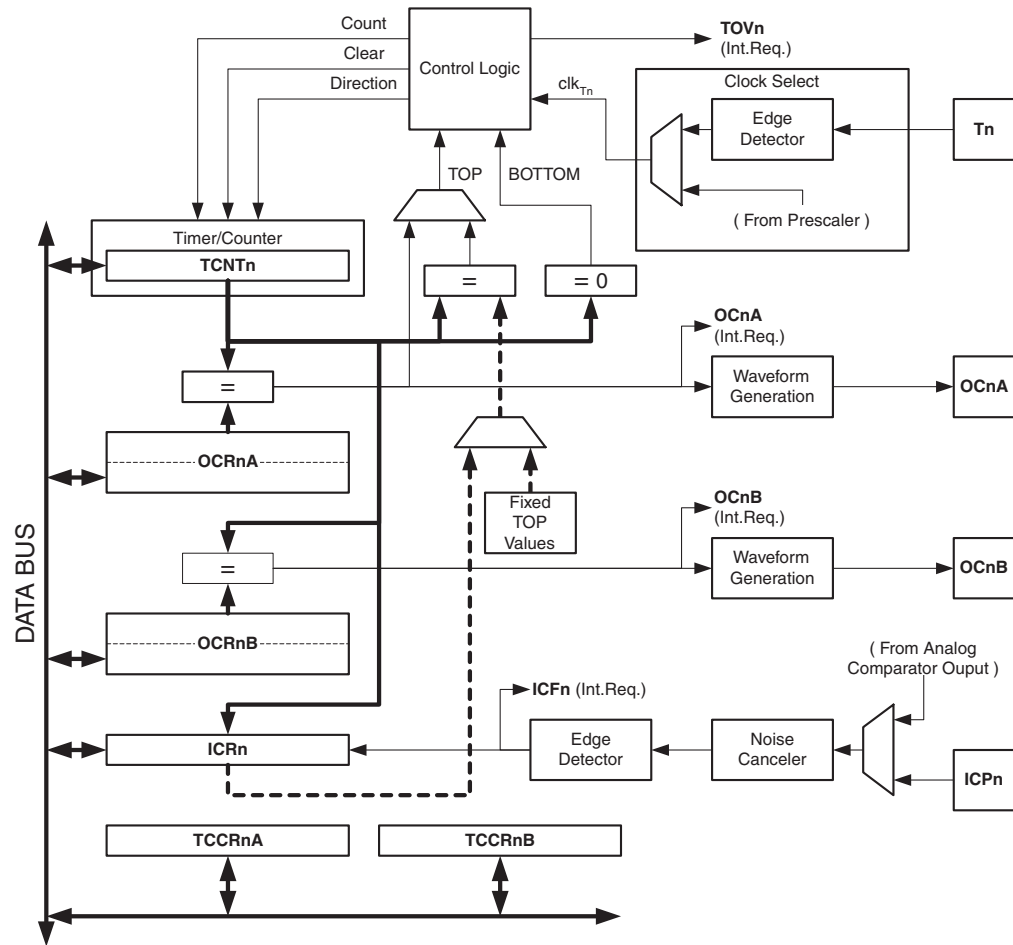 Count
Clear
Direction
Control Logic
TOVn
(Int.Req.)
clkTn
Clock Select
Edge
Detector
Tn
( From Prescaler )
TOP
BOTTOM
Timer/Counter
TCNTn
=
= 0
OCnA
(Int.Req.)
=
Waveform
Generation
OCnA
OCRnA
Fixed
TOP
Values
OCnB
(Int.Req.)
=
Waveform
Generation
OCnB
DATA BUS
OCRnB
( From Analog
Comparator Ouput )
ICFn (Int.Req.)
ICRn
Edge
Detector
Noise
Canceler
ICPn
TCCRnA
TCCRnB